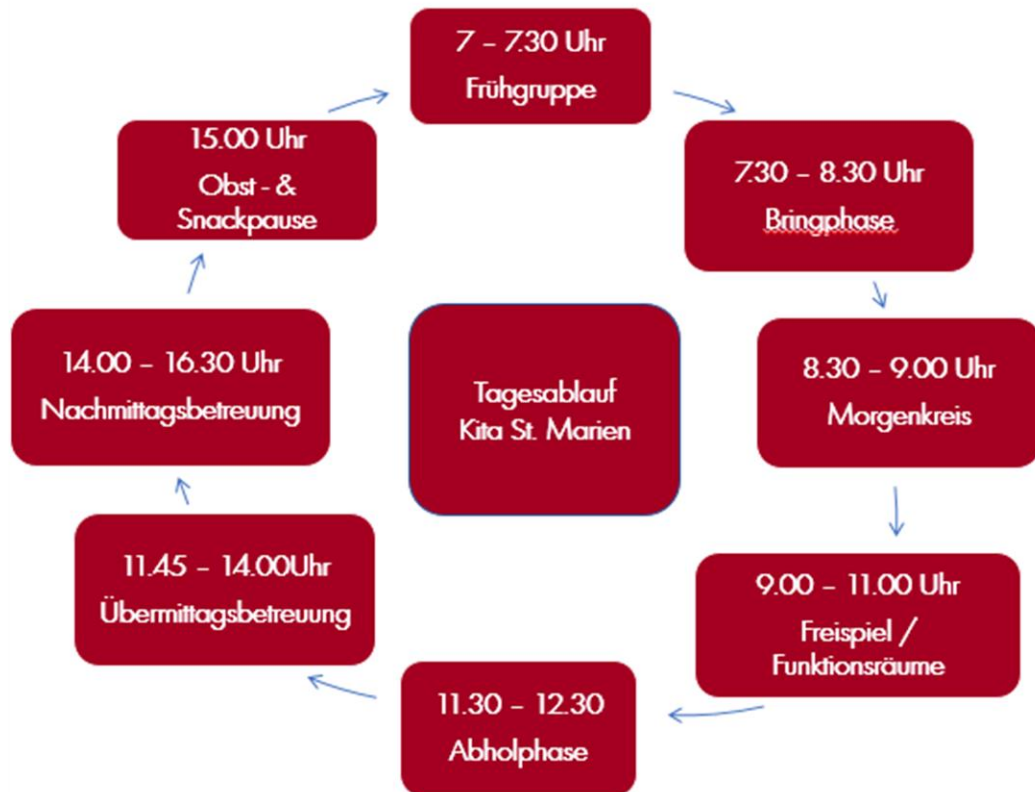 7 – 7.30 Uhr
Frühgruppe
7.30 – 8.30 Uhr
Bringphase
8.30 – 9.00 Uhr
Morgenkreis
9.00 – 11.00 Uhr
Freispiel /
Funktionsräume
11.30 – 12.30
Abholphase
11.45 – 14.00Uhr
Übermittagsbetreuung
14.00 – 16.30 Uhr
Nachmittagsbetreuung
15.00 Uhr
Obst - &
Snackpause
Tagesablauf
Kita St. Marien